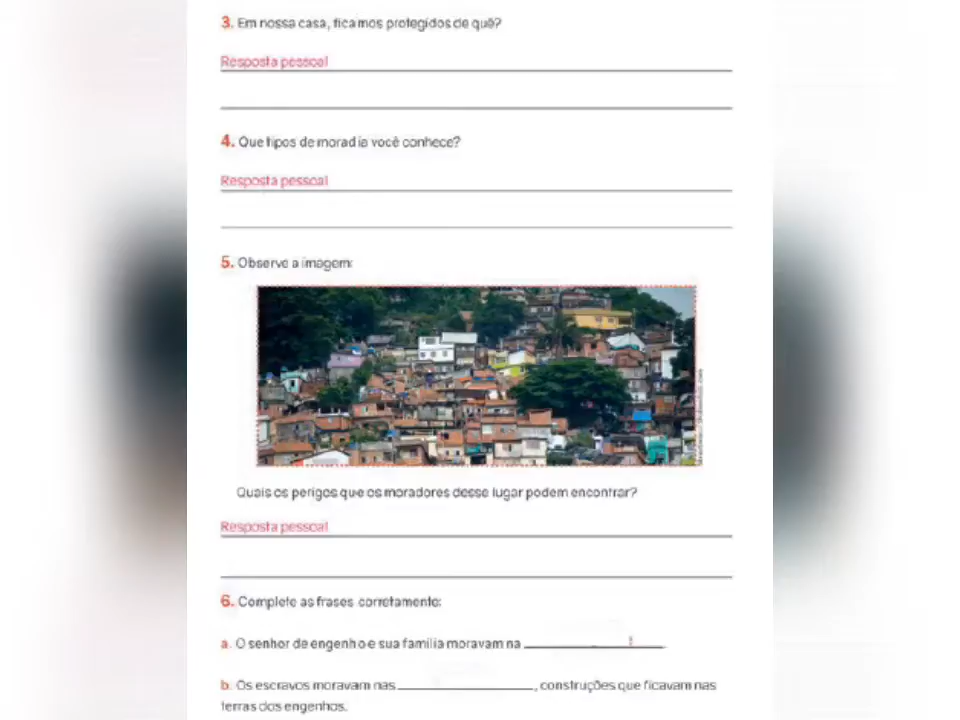 3. Em nossa casa, ficamos protegidos de quê?
Resposta pessoal
4. Que tipos de moradia você conhece?
Resposta pessoal
5. Observe a imagem:
Quais os perigos que os moradores desse lugar podem encontrar?
Resposta pessoal
6. Complete as frases corretamente:
a. O senhor de engenho e sua família moravam na
b. Os escravos moravam nas , construções que ficavam nas
terras dos engenhos.